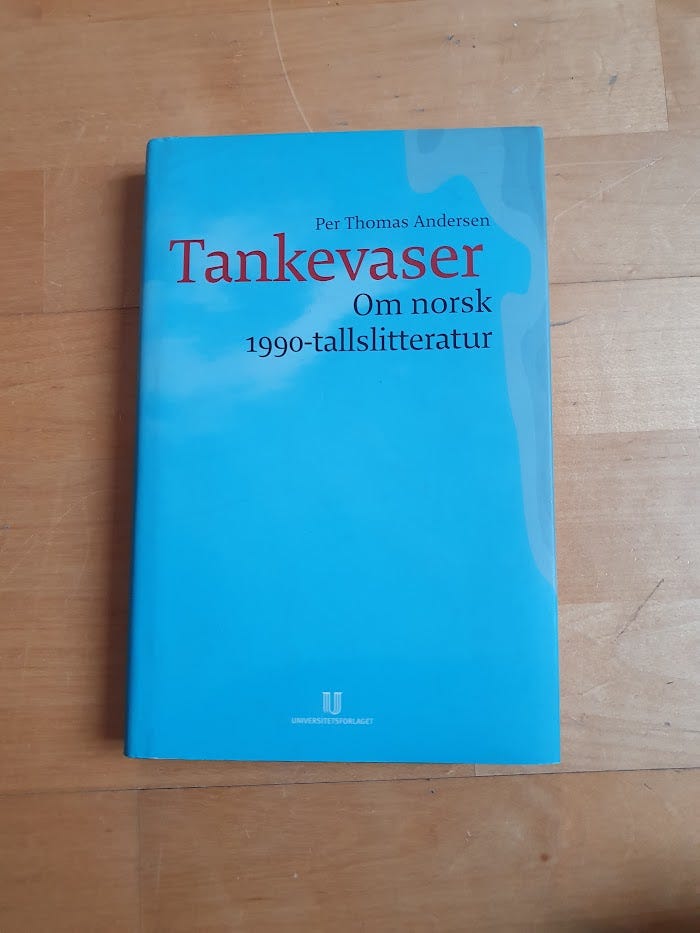 Per Thomas Andersen
Tankevaser
Om norsk
1990-tallslitteratur
U
UNIVERSITETSFORLAGET